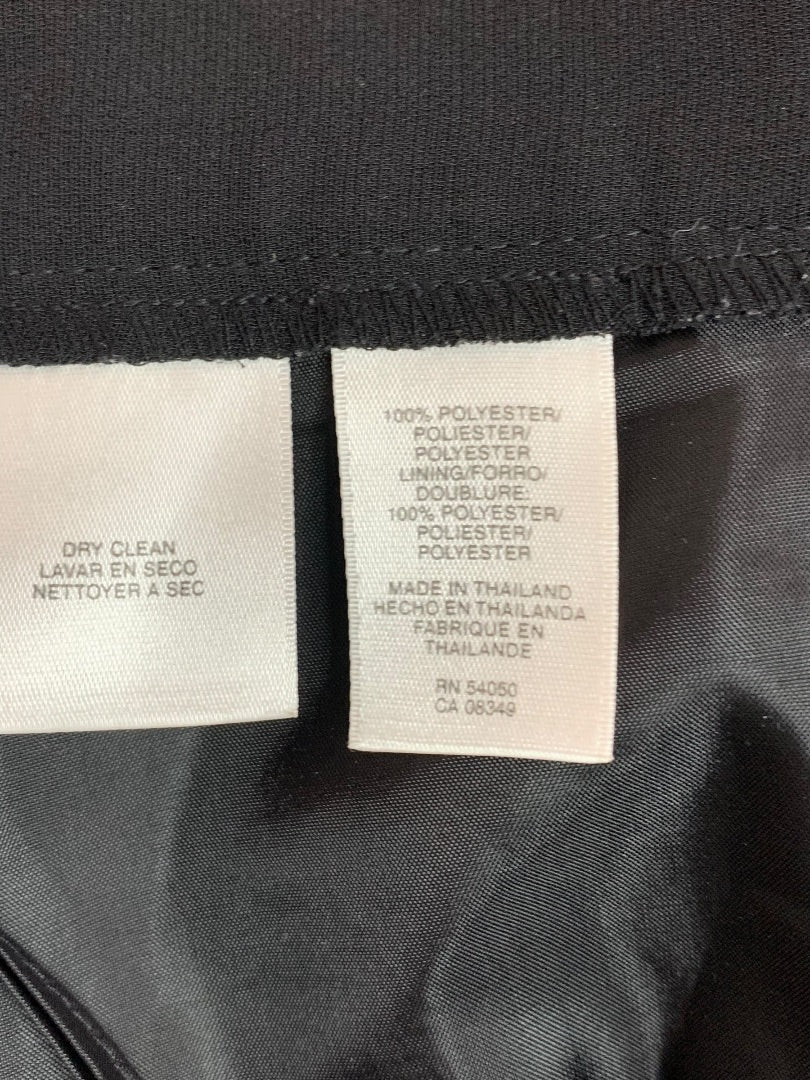 DRY CLEAN
LAVAR EN SECO
NETTOYER A SEC
100% POLYESTER/
POLIESTER/
POLYESTER
LINING/FORRO/
DOUBLURE:
100% POLYESTER/
POLIESTER/
POLYESTER
MADE IN THAILAND
HECHO EN THAILANDA
FABRIQUE EN
THAILANDE
RN 54050
CA 08349